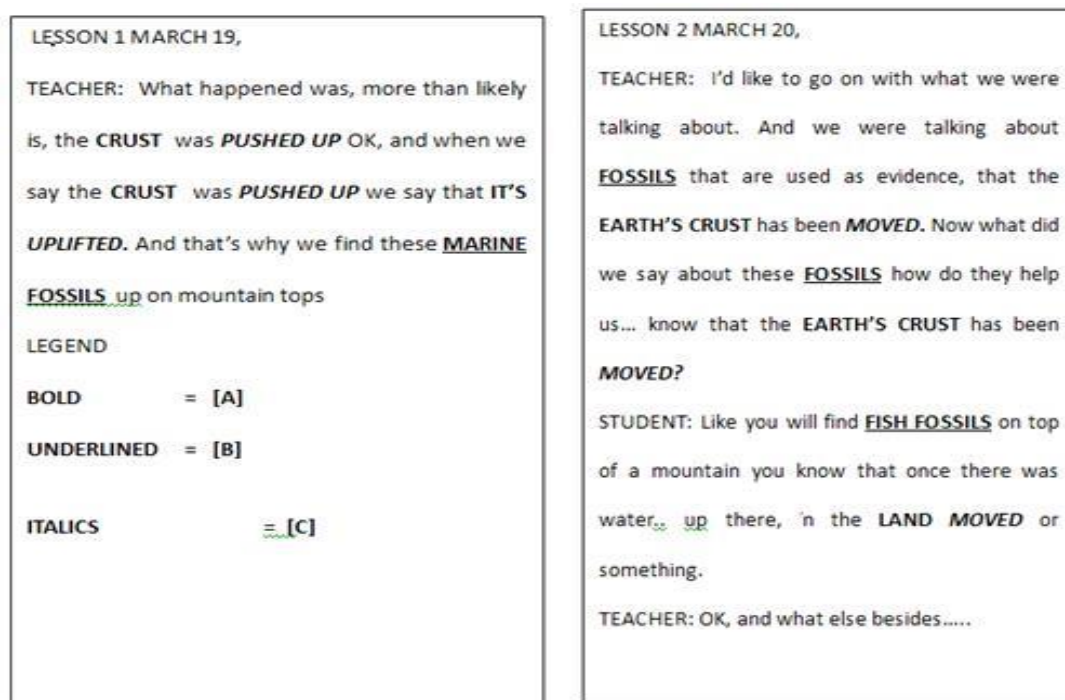 LESSON 1 MARCH 19,
TEACHER: What happened was, more than likely
is, the CRUST was PUSHED UP OK, and when we
say the CRUST was PUSHED UP we say that IT'S
UPLIFTED. And that's why we find these MARINE
FOSSILS up on mountain tops
LEGEND
BOLD = [A]
UNDERLINED = [B]
ITALICS = [C]
LESSON 2 MARCH 20,
TEACHER: I'd like to go on with what we were
talking about. And we were talking about
FOSSILS that are used as evidence, that the
EARTH'S CRUST has been MOVED. Now what did
we say about these FOSSILS how do they help
us... know that the EARTH'S CRUST has been
MOVED?
STUDENT: Like you will find FISH FOSSILS on top
of a mountain you know that once there was
water.. up there, 'n the LAND MOVED or
something.
TEACHER: OK, and what else besides.....